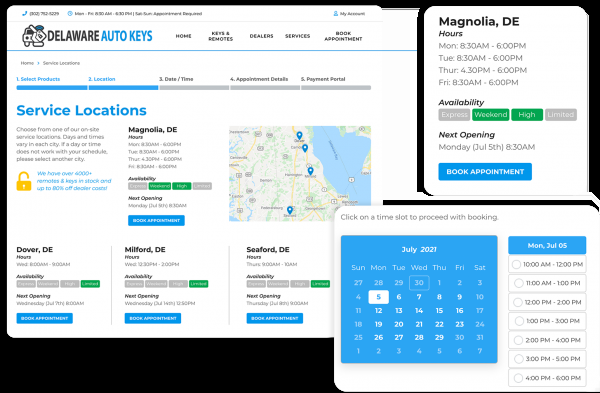 (302) 752-5229 Mon - Fri: 8:30 AM - 6:30 PM | Sat-Sun: Appointment Required My Account
DELAWARE AUTO KEYS
HOME KEYS & REMOTES DEALERS SERVICES BOOK APPOINTMENT
Home > Service Locations
1. Select Products 2. Location 3. Date / Time 4. Appointment Details 5. Payment Portal
Service Locations
Choose from one of our on-site
service locations. Days and times
vary in each city. If a day or time
does not work with your schedule,
please select another city.
We have over 4000+
remotes & keys in stock and
up to 80% off dealer costs!
Magnolia, DE
Hours
Mon: 8:30AM - 6:00PM
Tue: 8:30AM - 6:00PM
Thur: 4:30PM - 6:00PM
Fri: 8:30AM - 6:00PM
Availability
Express Weekend High Limited
Next Opening
Monday (Jul 5th) 8:30AM
BOOK APPOINTMENT
Dover, DE
Hours
Wed: 8:00AM - 9:00AM
Availability
Express Weekend High Limited
Next Opening
Wednesday (Jul 7th) 8:00AM
BOOK APPOINTMENT
Milford, DE
Hours
Wed: 12:30PM - 2:00PM
Availability
Express Weekend High Limited
Next Opening
Wednesday (Jul 14th) 12:30PM
BOOK APPOINTMENT
Seaford, DE
Hours
Thurs: 9:00AM - 10AM
Availability
Express Weekend High Limited
Next Opening
Thursday (Jul 8th) 9:00AM
BOOK APPOINTMENT
Magnolia, DE
Hours
Mon: 8:30AM - 6:00PM
Tue: 8:30AM - 6:00PM
Thur: 4:30PM - 6:00PM
Fri: 8:30AM - 6:00PM
Availability
Express Weekend High Limited
Next Opening
Monday (Jul 5th) 8:30AM
BOOK APPOINTMENT
Click on a time slot to proceed with booking.
July 2021
Sun Mon Tue Wed Thu Fri Sat
27 28 29 30 1 2 3
4 5 6 7 8 9 10
11 12 13 14 15 16 17
18 19 20 21 22 23 24
25 26 27 28 29 30 31
1 2 3 4 5 6 7
Mon, Jul 05
10:00 AM - 12:00 PM
11:00 AM - 1:00 PM
12:00 PM - 2:00 PM
1:00 PM - 3:00 PM
2:00 PM - 4:00 PM
3:00 PM - 5:00 PM
4:00 PM - 6:00 PM